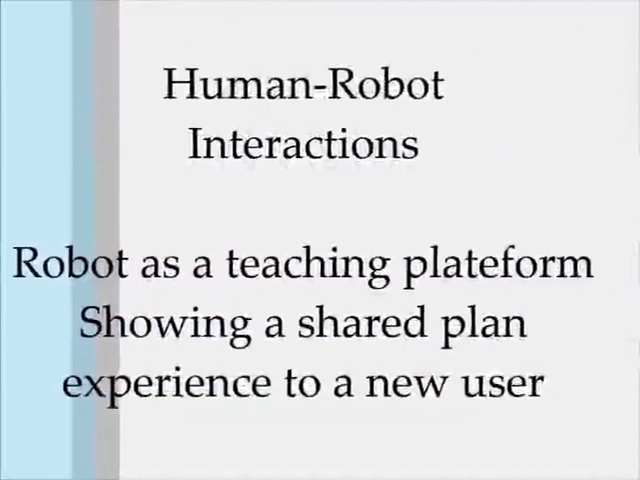 Human-Robot
Interactions
Robot as a teaching plateform
Showing a shared plan
experience to a new user